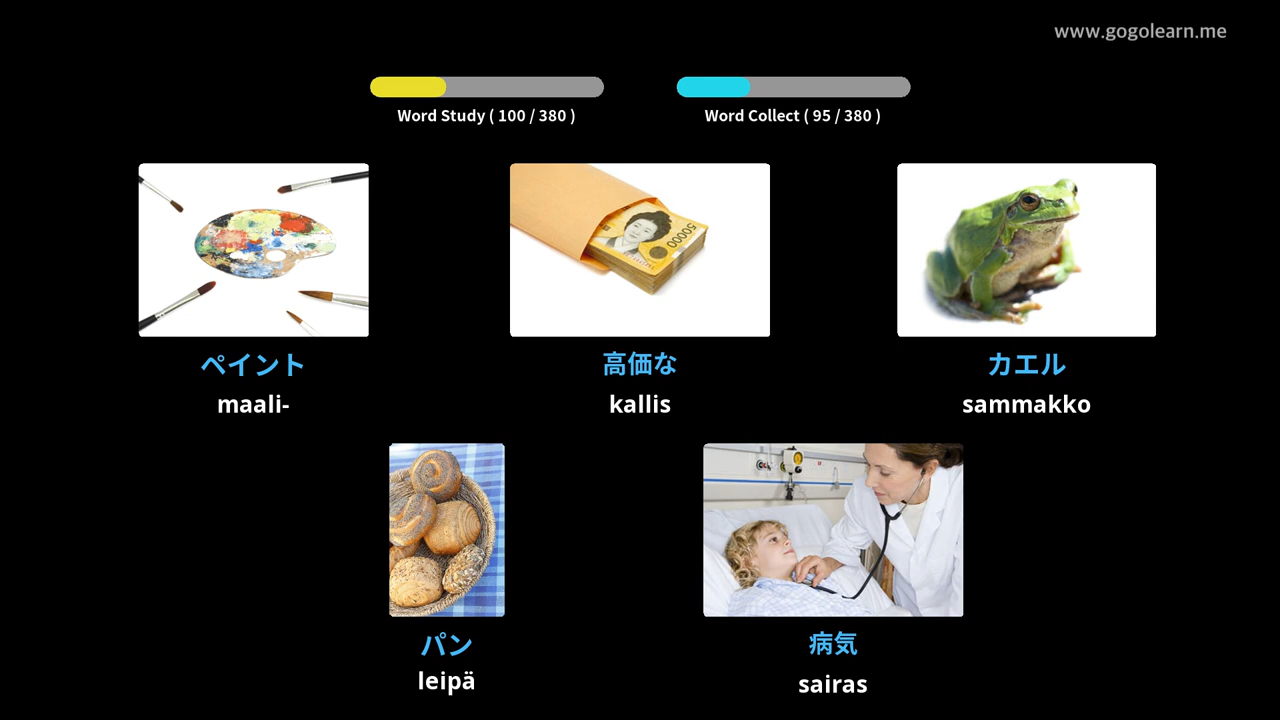 www.gogolearn.me
Word Study ( 100 / 380 )
Word Collect ( 95 / 380 )
50000
ペイント
maali-
高価な
kallis
カエル
sammakko
パン
leipä
病気
sairas